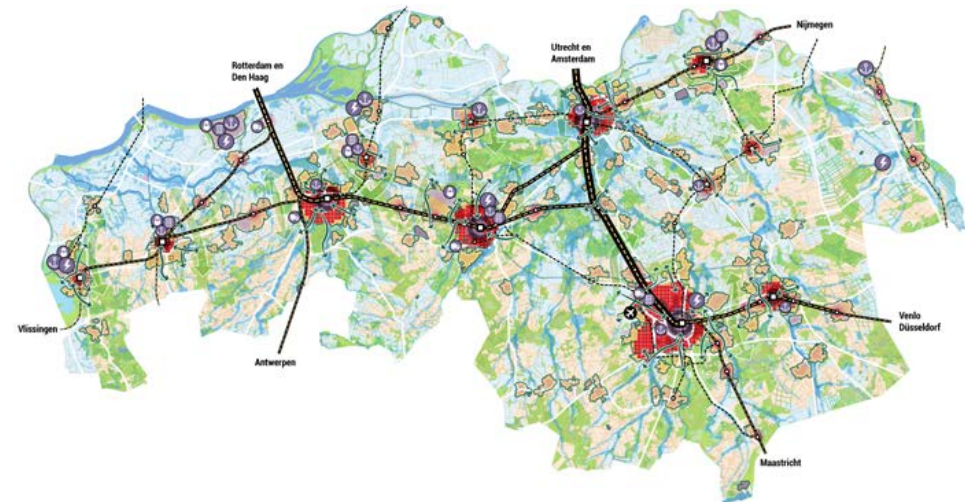 Nijmegen
Utrecht en
Amsterdam
Rotterdam en
Den Haag
Vlissingen
Antwerpen
Venlo
Düsseldorf
Maastricht